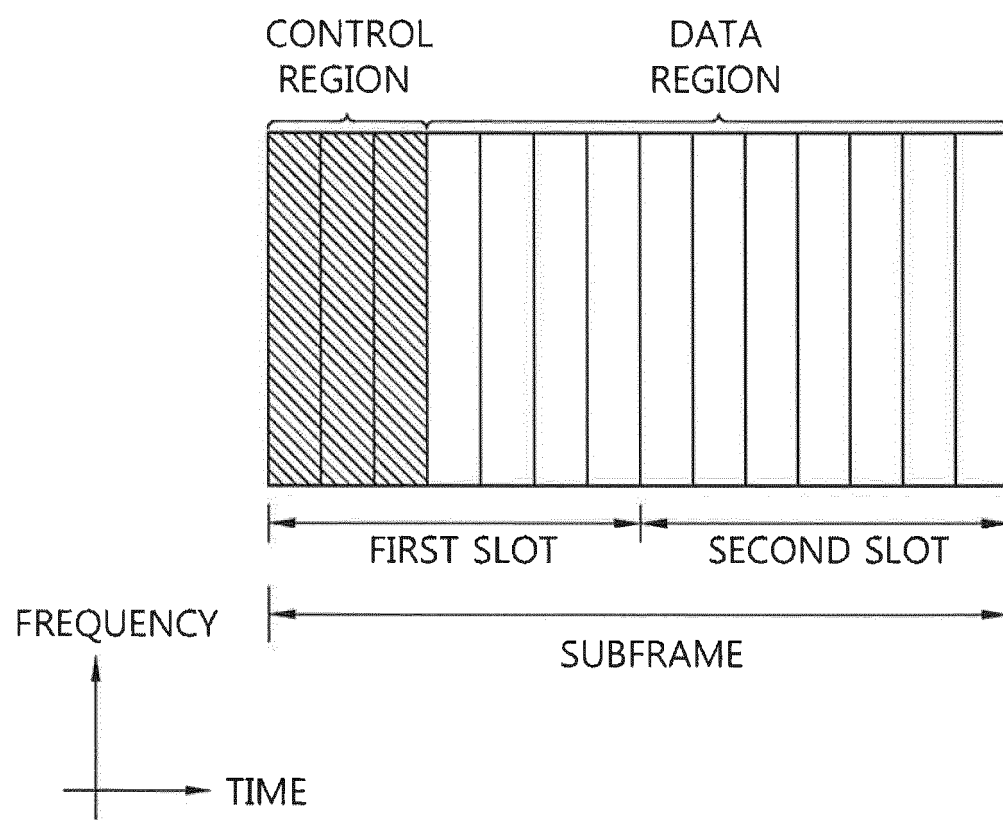 CONTROL
REGION
DATA
REGION
FIRST SLOT
SECOND SLOT
SUBFRAME
FREQUENCY
TIME